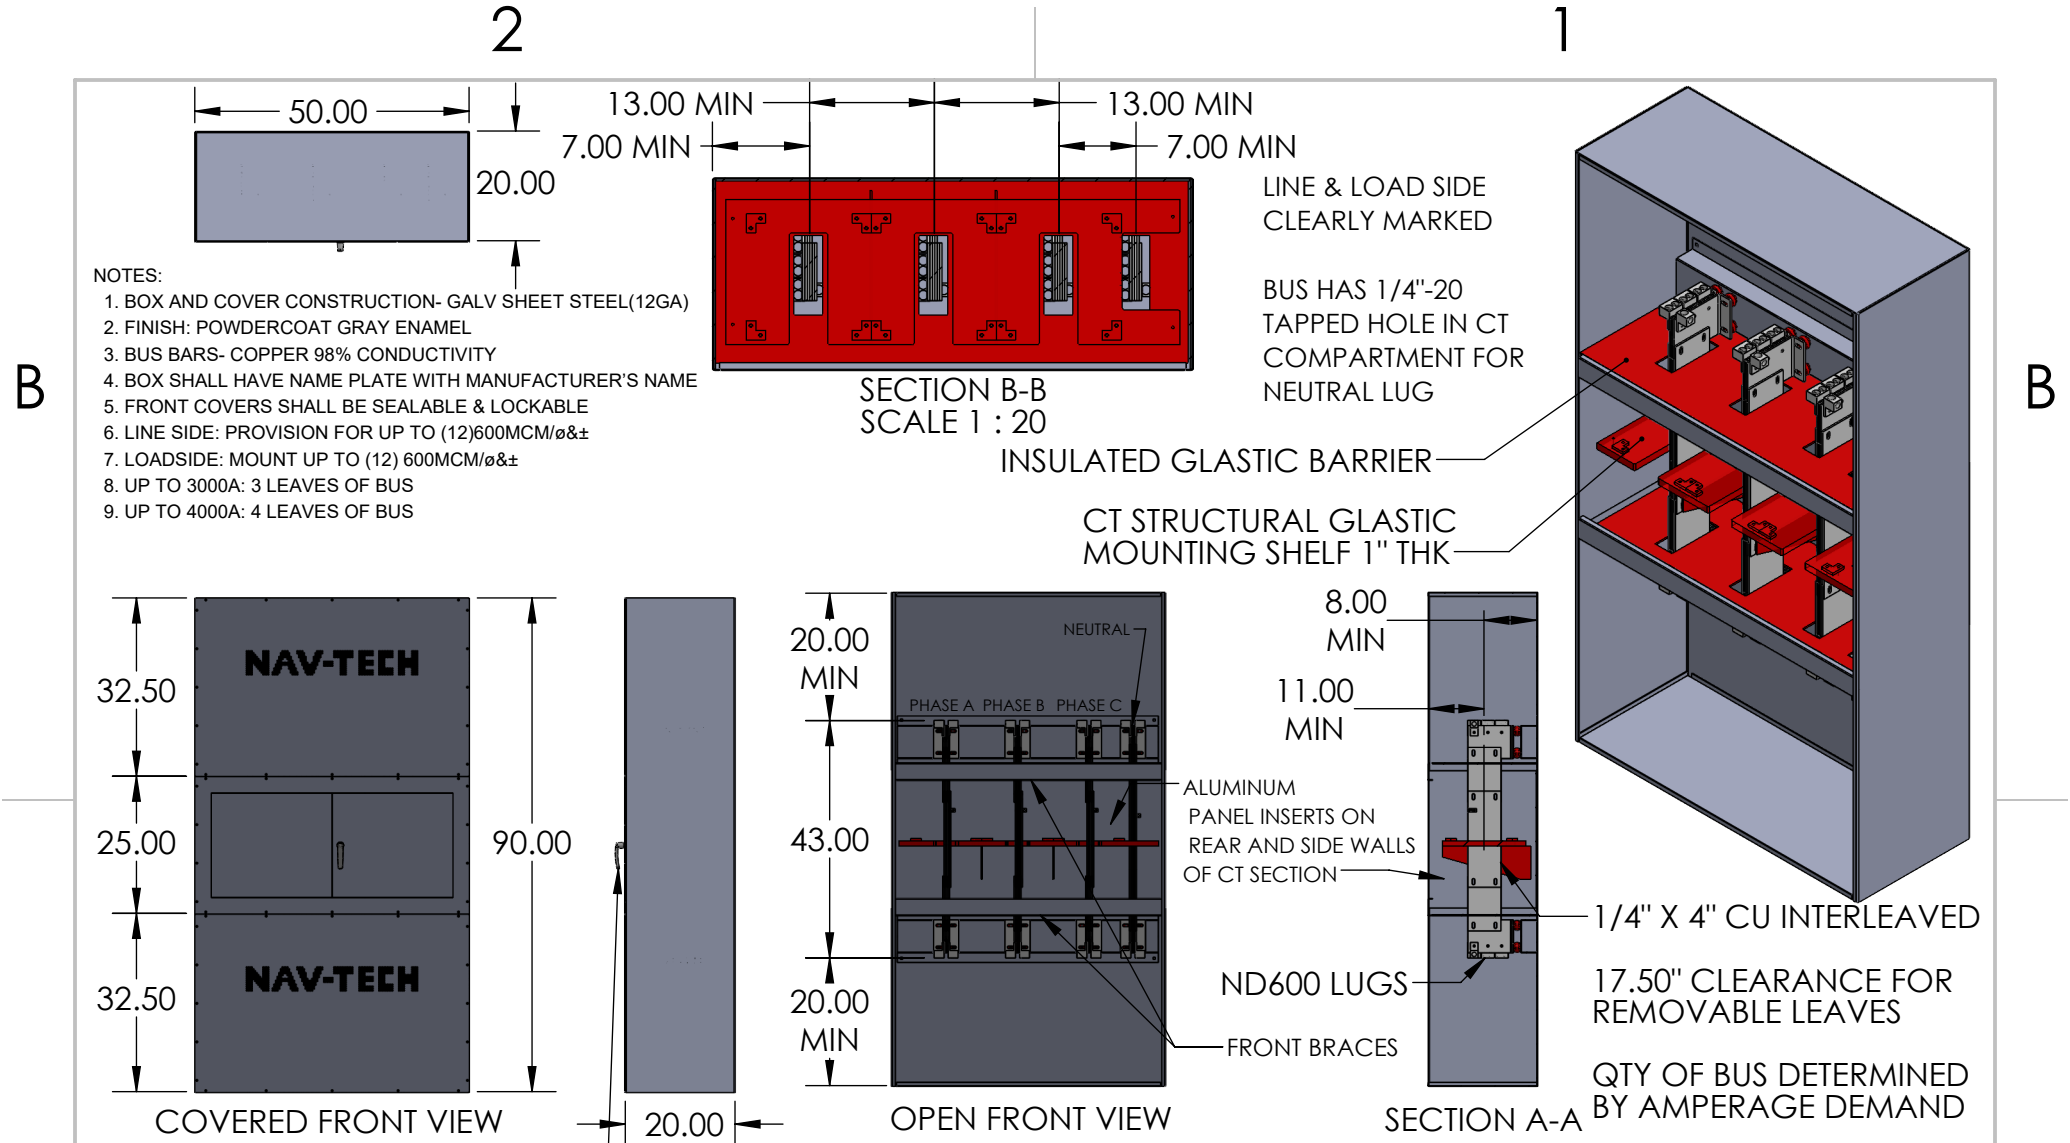 2
1
50.00
20.00
13.00 MIN
13.00 MIN
7.00 MIN
7.00 MIN
LINE & LOAD SIDE
CLEARLY MARKED
BUS HAS 1/4"-20
TAPPED HOLE IN CT
COMPARTMENT FOR
NEUTRAL LUG
NOTES:
1. BOX AND COVER CONSTRUCTION- GALV SHEET STEEL(12GA)
2. FINISH: POWDERCOAT GRAY ENAMEL
3. BUS BARS- COPPER 98% CONDUCTIVITY
4. BOX SHALL HAVE NAME PLATE WITH MANUFACTURER'S NAME
5. FRONT COVERS SHALL BE SEALABLE & LOCKABLE
6. LINE SIDE: PROVISION FOR UP TO (12)600MCM/ø&±
7. LOADSIDE: MOUNT UP TO (12) 600MCM/ø&±
8. UP TO 3000A: 3 LEAVES OF BUS
9. UP TO 4000A: 4 LEAVES OF BUS
B
B
SECTION B-B
SCALE 1 : 20
INSULATED GLASTIC BARRIER
CT STRUCTURAL GLASTIC
MOUNTING SHELF 1" THK
32.50
25.00
32.50
NAV-TECH
NAV-TECH
90.00
COVERED FRONT VIEW
20.00
20.00
MIN
43.00
20.00
MIN
NEUTRAL
PHASE A PHASE B PHASE C
ALUMINUM
PANEL INSERTS ON
REAR AND SIDE WALLS
OF CT SECTION
FRONT BRACES
OPEN FRONT VIEW
8.00
MIN
11.00
MIN
ND600 LUGS
SECTION A-A
1/4" X 4" CU INTERLEAVED
17.50" CLEARANCE FOR
REMOVABLE LEAVES
QTY OF BUS DETERMINED
BY AMPERAGE DEMAND